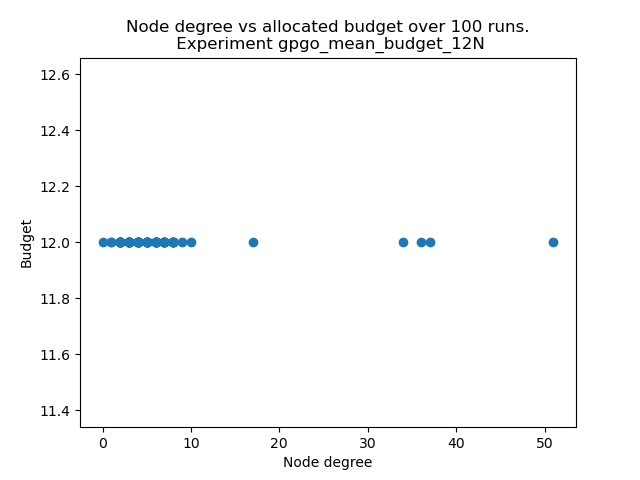 Node degree vs allocated budget over 100 runs.
Experiment gpgo_mean_budget_12N
12.6
12.4
12.2
12.0
11.8
11.6
11.4
Budget
0 10 20 30 40 50
Node degree